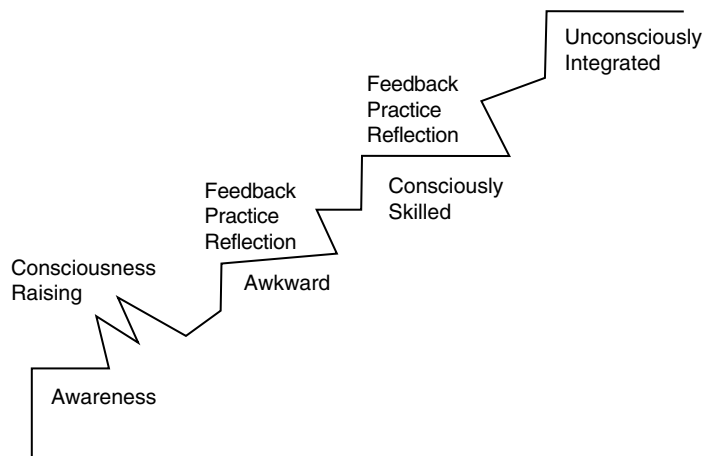 Unconsciously
Integrated
Feedback
Practice
Reflection
Consciously
Skilled
Feedback
Practice
Reflection
Awkward
Consciousness
Raising
Awareness